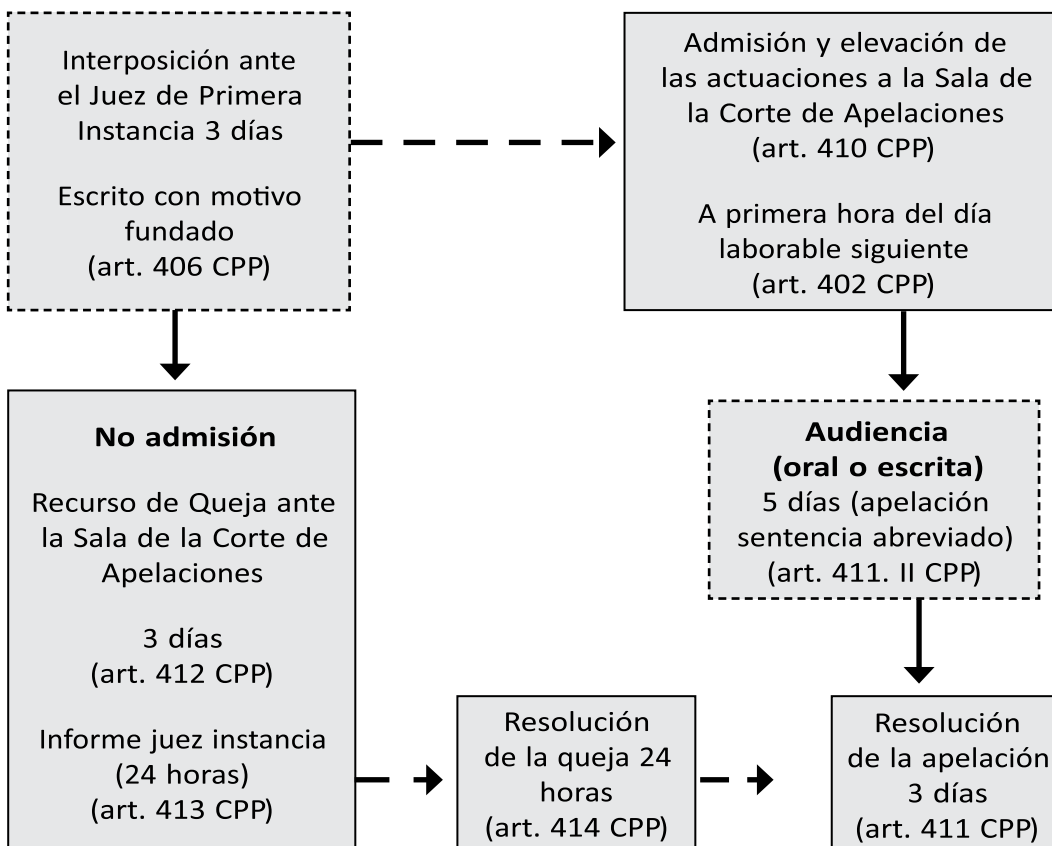 Interposición ante
el Juez de Primera
Instancia 3 días
Escrito con motivo
fundado
(art. 406 CPP)
Admisión y elevación de
las actuaciones a la Sala de
la Corte de Apelaciones
(art. 410 CPP)
A primera hora del día
laborable siguiente
(art. 402 CPP)
No admisión
Recurso de Queja ante
la Sala de la Corte de
Apelaciones
3 días
(art. 412 CPP)
Informe juez instancia
(24 horas)
(art. 413 CPP)
Audiencia
(oral o escrita)
5 días (apelación
sentencia abreviado)
(art. 411. II CPP)
Resolución
de la queja 24
horas
(art. 414 CPP)
Resolución
de la apelación
3 días
(art. 411 CPP)